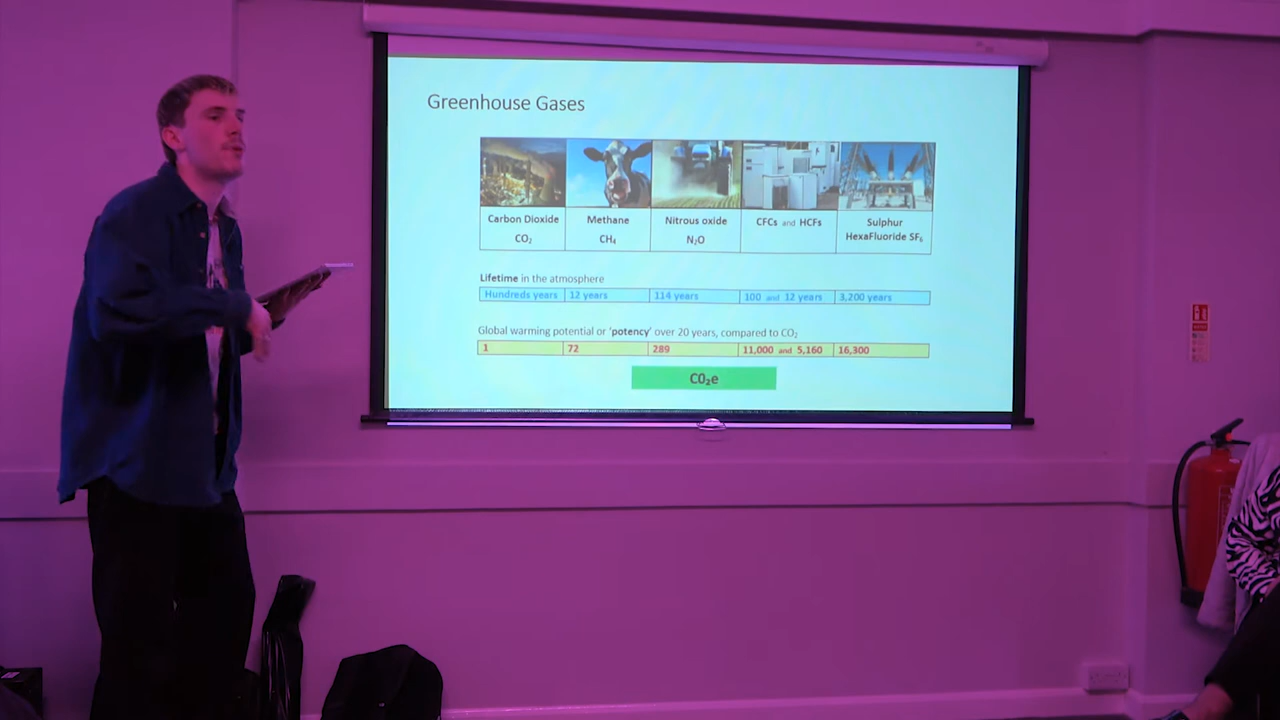 Greenhouse Gases
Carbon Dioxide Methane Nitrous oxide CFCs and HCFs Sulphur
CO₂ CH₄ N₂O HexaFluoride SF₆
Lifetime in the atmosphere
Hundreds years 12 years 114 years 100 and 12 years 3,200 years
Global warming potential or 'potency' over 20 years, compared to CO₂
1 72 289 11,000 and 5,160 16,300
C0₂e